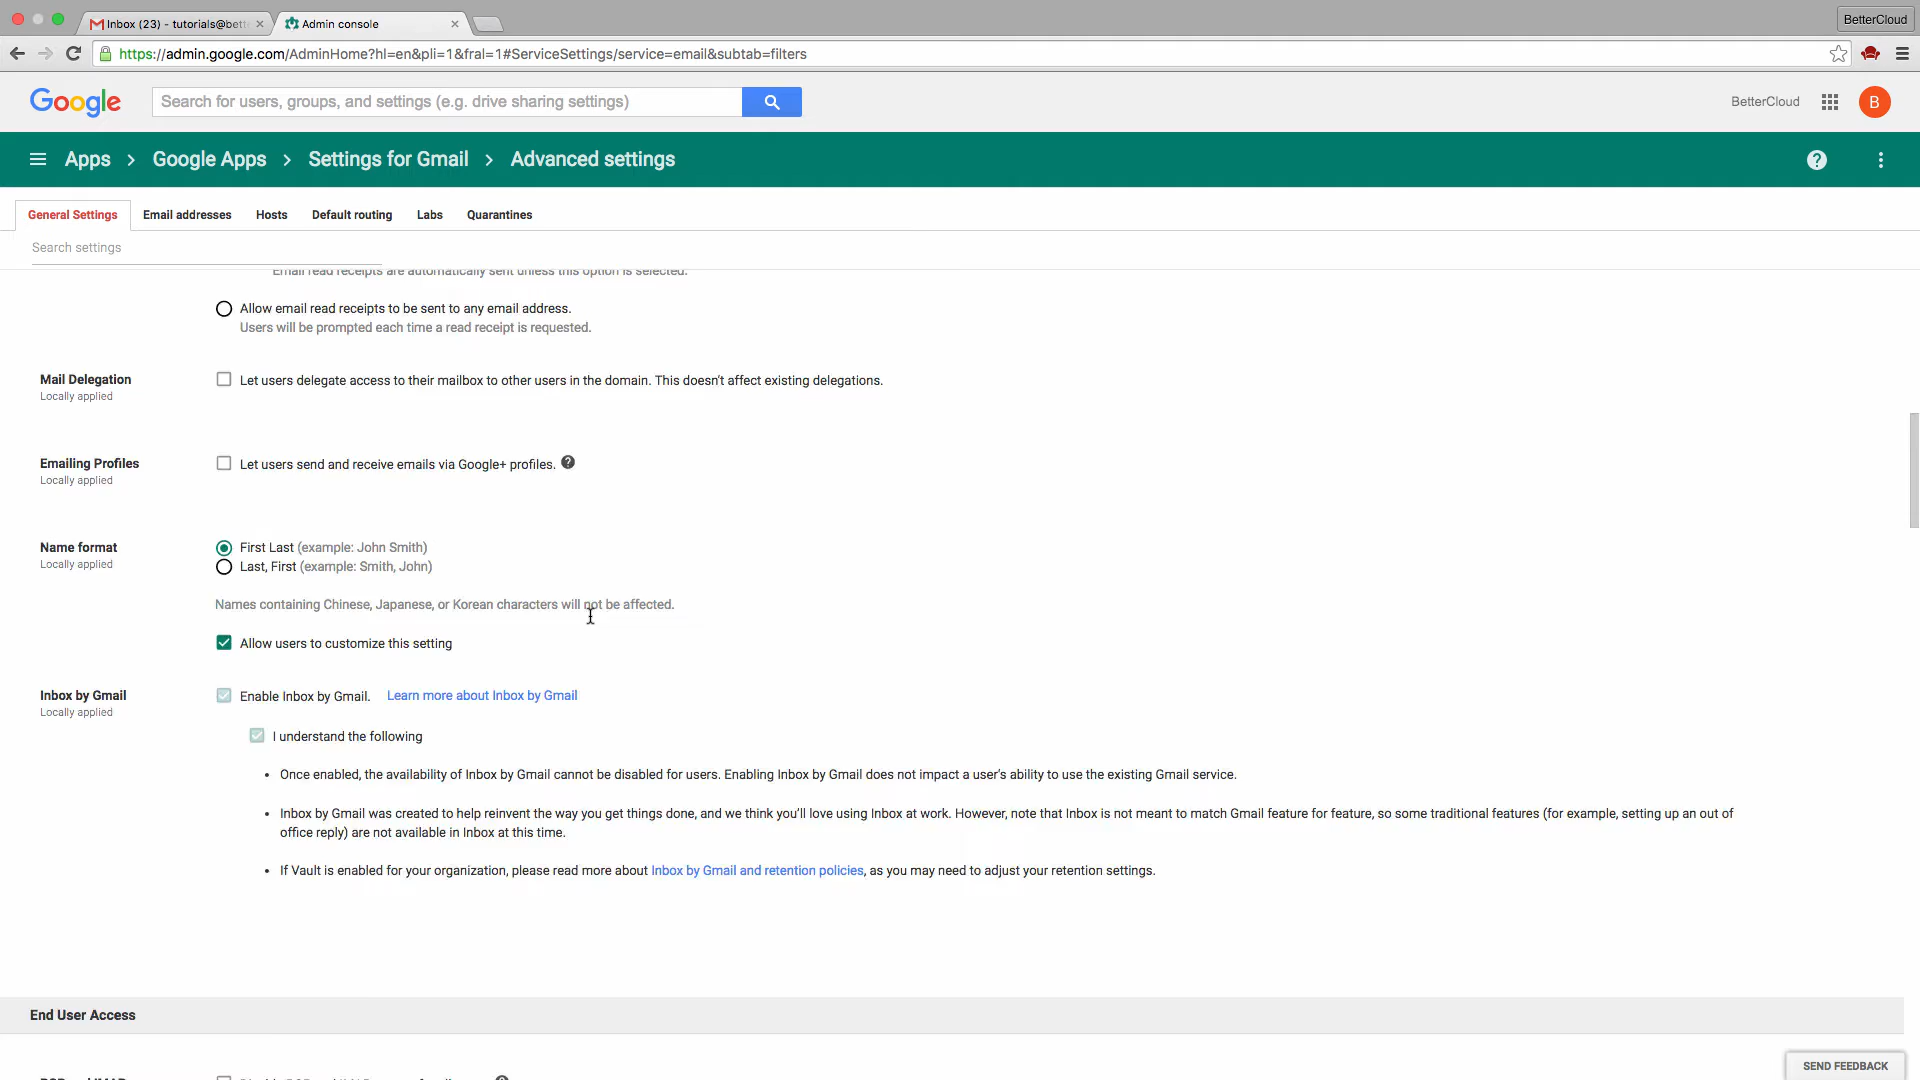 Inbox (23) - tutorials@bett
Admin console
BetterCloud
https://admin.google.com/AdminHome?hl=en&pli=1&fral=1#ServiceSettings/service=email&subtab=filters
Google
Search for users, groups, and settings (e.g. drive sharing settings)
BetterCloud
B
Apps > Google Apps > Settings for Gmail > Advanced settings
General Settings
Email addresses
Hosts
Default routing
Labs
Quarantines
Search settings
Email read receipts are automatically sent unless this option is selected.
Allow email read receipts to be sent to any email address.
Users will be prompted each time a read receipt is requested.
Mail Delegation
Locally applied
Let users delegate access to their mailbox to other users in the domain. This doesn't affect existing delegations.
Emailing Profiles
Locally applied
Let users send and receive emails via Google+ profiles.
Name format
Locally applied
First Last (example: John Smith)
Last, First (example: Smith, John)
Names containing Chinese, Japanese, or Korean characters will not be affected.
Allow users to customize this setting
Inbox by Gmail
Locally applied
Enable Inbox by Gmail. Learn more about Inbox by Gmail
I understand the following
• Once enabled, the availability of Inbox by Gmail cannot be disabled for users. Enabling Inbox by Gmail does not impact a user's ability to use the existing Gmail service.
• Inbox by Gmail was created to help reinvent the way you get things done, and we think you'll love using Inbox at work. However, note that Inbox is not meant to match Gmail feature for feature, so some traditional features (for example, setting up an out of
office reply) are not available in Inbox at this time.
• If Vault is enabled for your organization, please read more about Inbox by Gmail and retention policies, as you may need to adjust your retention settings.
End User Access
SEND FEEDBACK